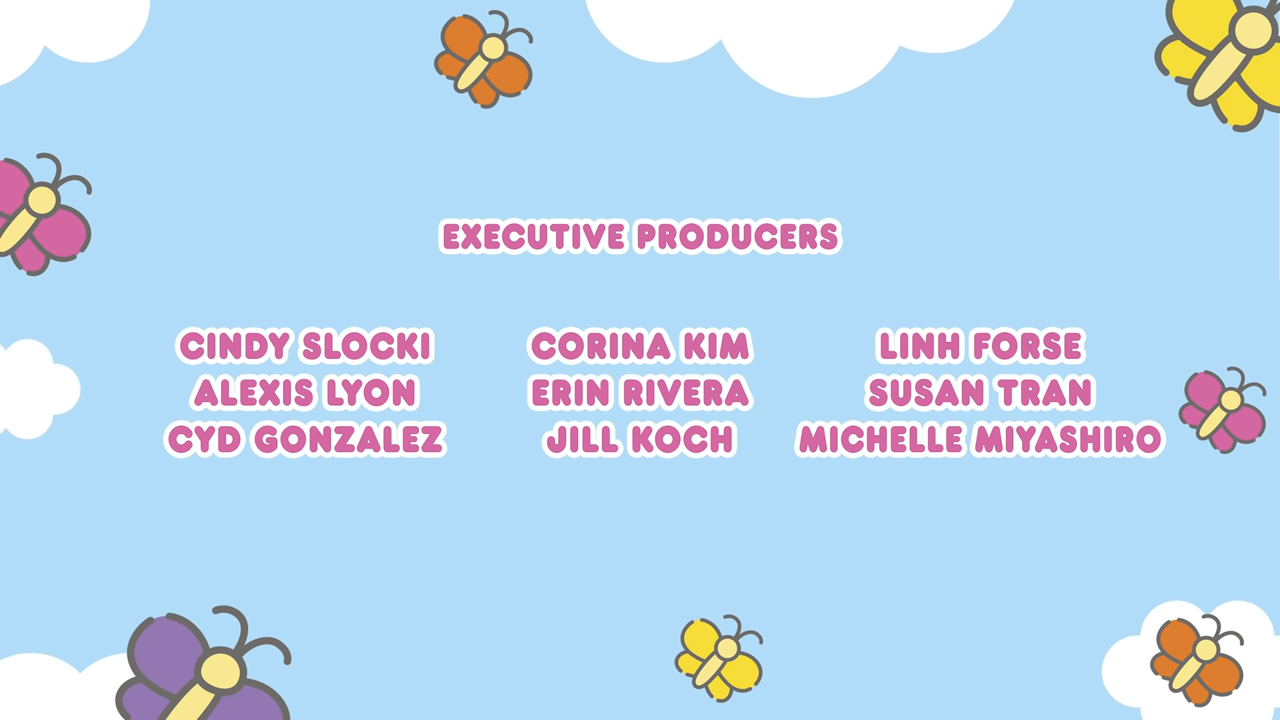 EXECUTIVE PRODUCERS
CINDY SLOCKI
ALEXIS LYON
CYD GONZALEZ
CORINA KIM
ERIN RIVERA
JILL KOCH
LINH FORSE
SUSAN TRAN
MICHELLE MIYASHIRO